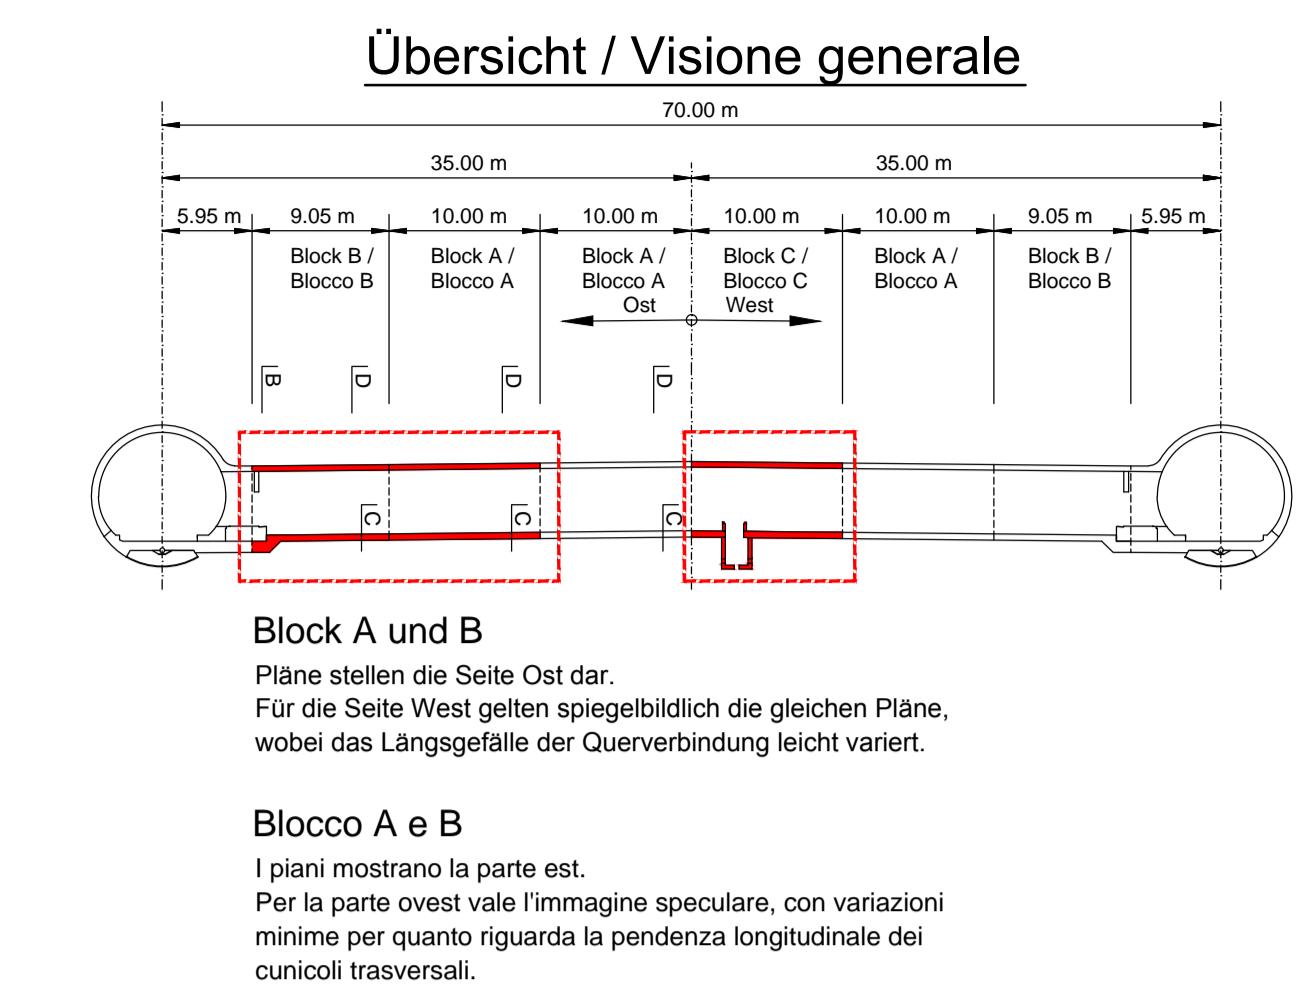 Übersicht / Visione generale
70.00 m
35.00 m 35.00 m
5.95 m 9.05 m 10.00 m 10.00 m 10.00 m 10.00 m 9.05 m 5.95 m
Block B / Block A / Block A / Block C / Block A / Block B /
Blocco B Blocco A Blocco A Blocco C Blocco A Blocco B
Ost West
B D D D
C C C
Block A und B
Pläne stellen die Seite Ost dar.
Für die Seite West gelten spiegelbildlich die gleichen Pläne,
wobei das Längsgefälle der Querverbindung leicht variert.
Blocco A e B
I piani mostrano la parte est.
Per la parte ovest vale l'immagine speculare, con variazioni
minime per quanto riguarda la pendenza longitudinale dei
cunicoli trasversali.